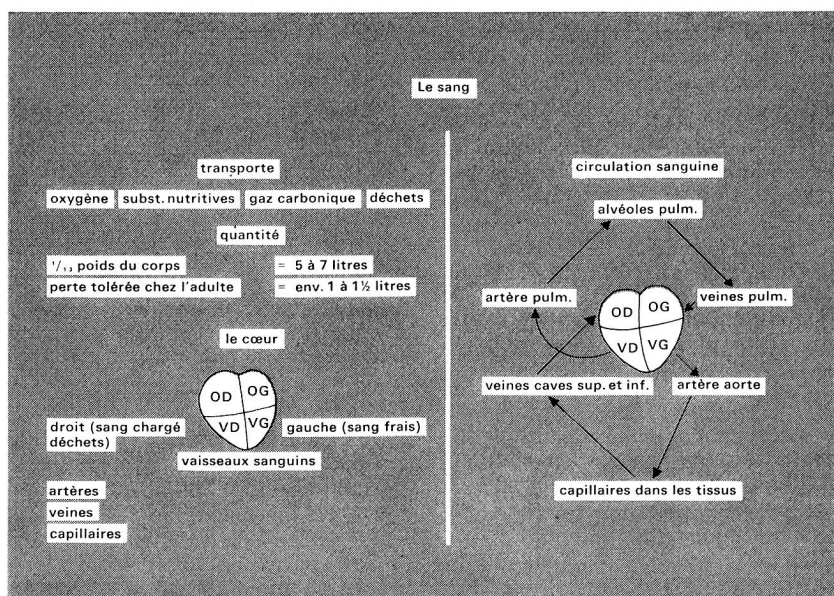 Le sang
transporte
oxygène subst. nutritives gaz carbonique déchets
quantité
1/13 poids du corps = 5 à 7 litres
perte tolérée chez l'adulte = env. 1 à 1½ litres
le cœur
OD OG
VD VG
droit (sang chargé
déchets)
gauche (sang frais)
vaisseaux sanguins
artères
veines
capillaires
circulation sanguine
alvéoles pulm.
artère pulm.
veines pulm.
OD OG
VD VG
veines caves sup. et inf.
artère aorte
capillaires dans les tissus